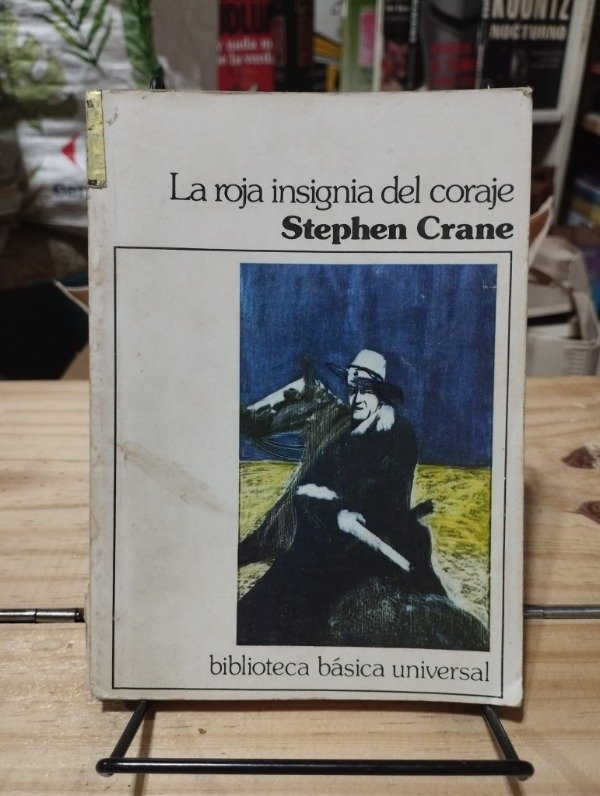 KOONTZ
NOCTURNO
La roja insignia del coraje
Stephen Crane
biblioteca básica universal